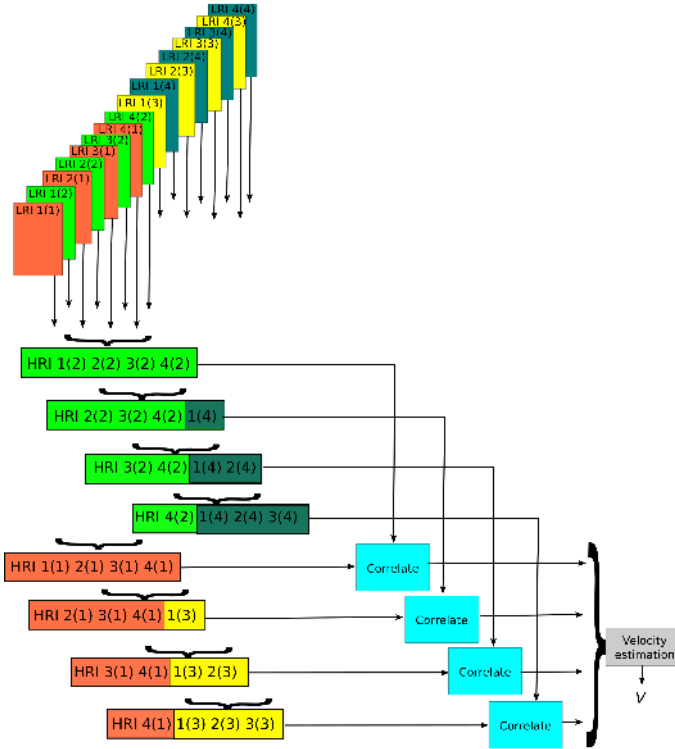 LRI 4(4)
LRI 4(3)
LRI 3(4)
LRI 3(3)
LRI 2(4)
LRI 2(3)
LRI 1(4)
LRI 1(3)
LRI 4(2)
LRI 4(1)
LRI 3(2)
LRI 3(1)
LRI 2(2)
LRI 2(1)
LRI 1(2)
LRI 1(1)
HRI 1(2) 2(2) 3(2) 4(2)
HRI 2(2) 3(2) 4(2) 1(4)
HRI 3(2) 4(2) 1(4) 2(4)
HRI 4(2) 1(4) 2(4) 3(4)
HRI 1(1) 2(1) 3(1) 4(1)
Correlate
HRI 2(1) 3(1) 4(1) 1(3)
Correlate
HRI 3(1) 4(1) 1(3) 2(3)
Correlate
HRI 4(1) 1(3) 2(3) 3(3)
Correlate
Velocity
estimation
V